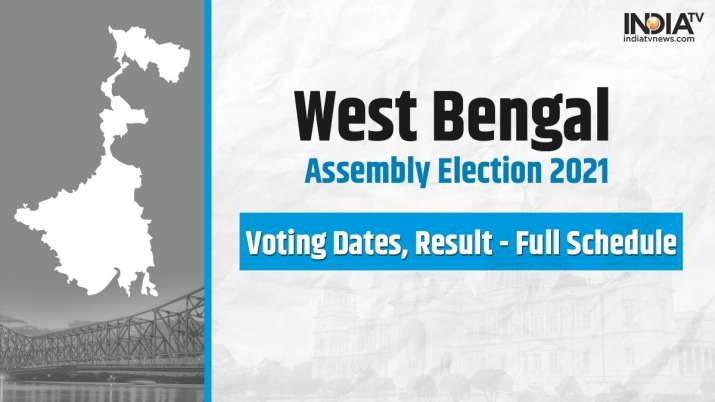 INDIA TV
indiatvnews.com
West Bengal
Assembly Election 2021
Voting Dates, Result - Full Schedule